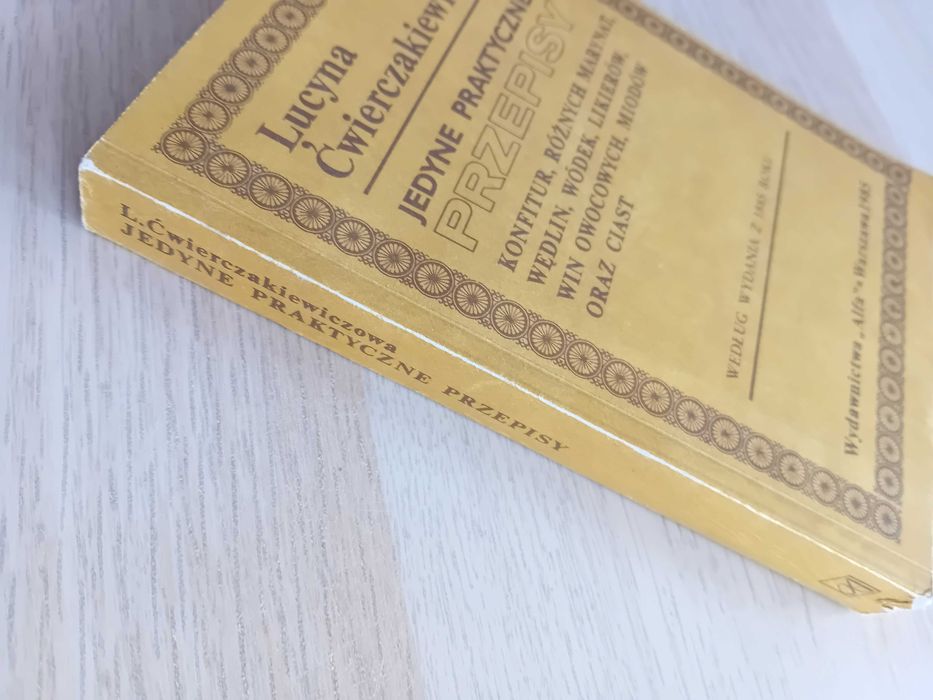 Lucyna
Ćwierczakiewi
JEDYNE PRAKTYCZNE
PRZEPISY
KONFITUR, RÓŻNYCH MARYNAT,
WĘDLIN, WÓDEK, LIKIERÓW,
WIN OWOCOWYCH, MIODÓW
ORAZ CIAST
WEDŁUG WYDANIA Z 1885 ROKU
Wydawnictwa „Alfa” Warszawa 1985
L. Ćwierczakiewiczowa
JEDYNE PRAKTYCZNE PRZEPISY